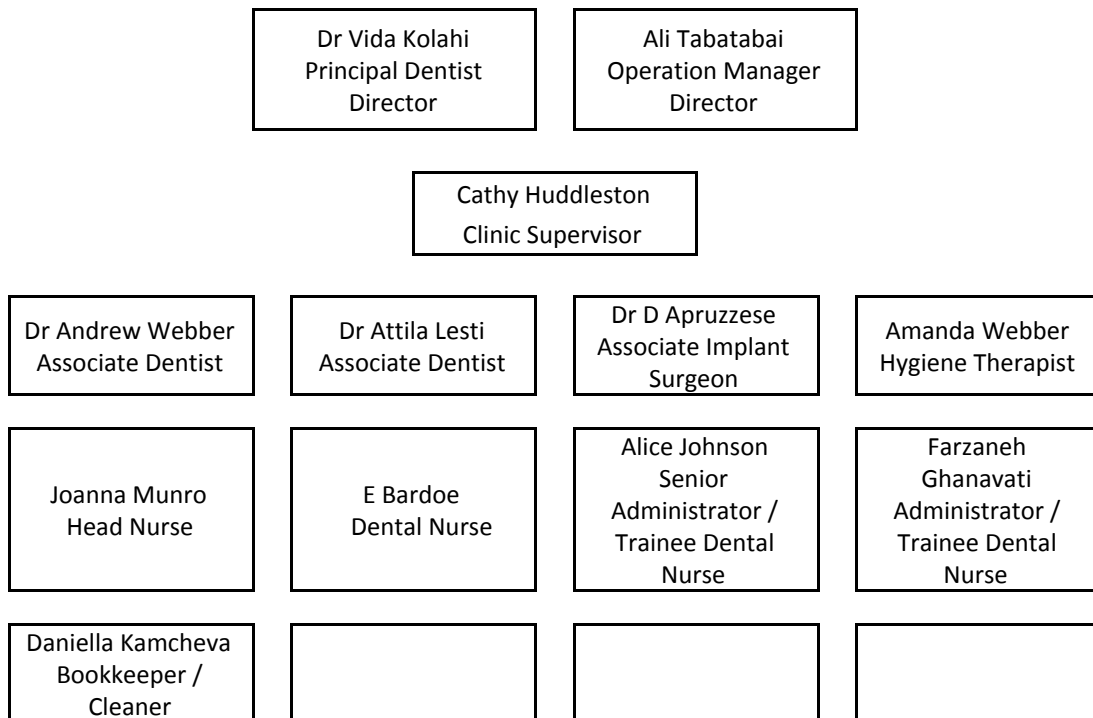 Dr Vida Kolahi
Principal Dentist
Director
Ali Tabatabai
Operation Manager
Director
Cathy Huddleston
Clinic Supervisor
Dr Andrew Webber
Associate Dentist
Dr Attila Lesti
Associate Dentist
Dr D Apruzzese
Associate Implant
Surgeon
Amanda Webber
Hygiene Therapist
Joanna Munro
Head Nurse
E Bardoe
Dental Nurse
Alice Johnson
Senior
Administrator /
Trainee Dental
Nurse
Farzaneh
Ghanavati
Administrator /
Trainee Dental
Nurse
Daniella Kamcheva
Bookkeeper /
Cleaner